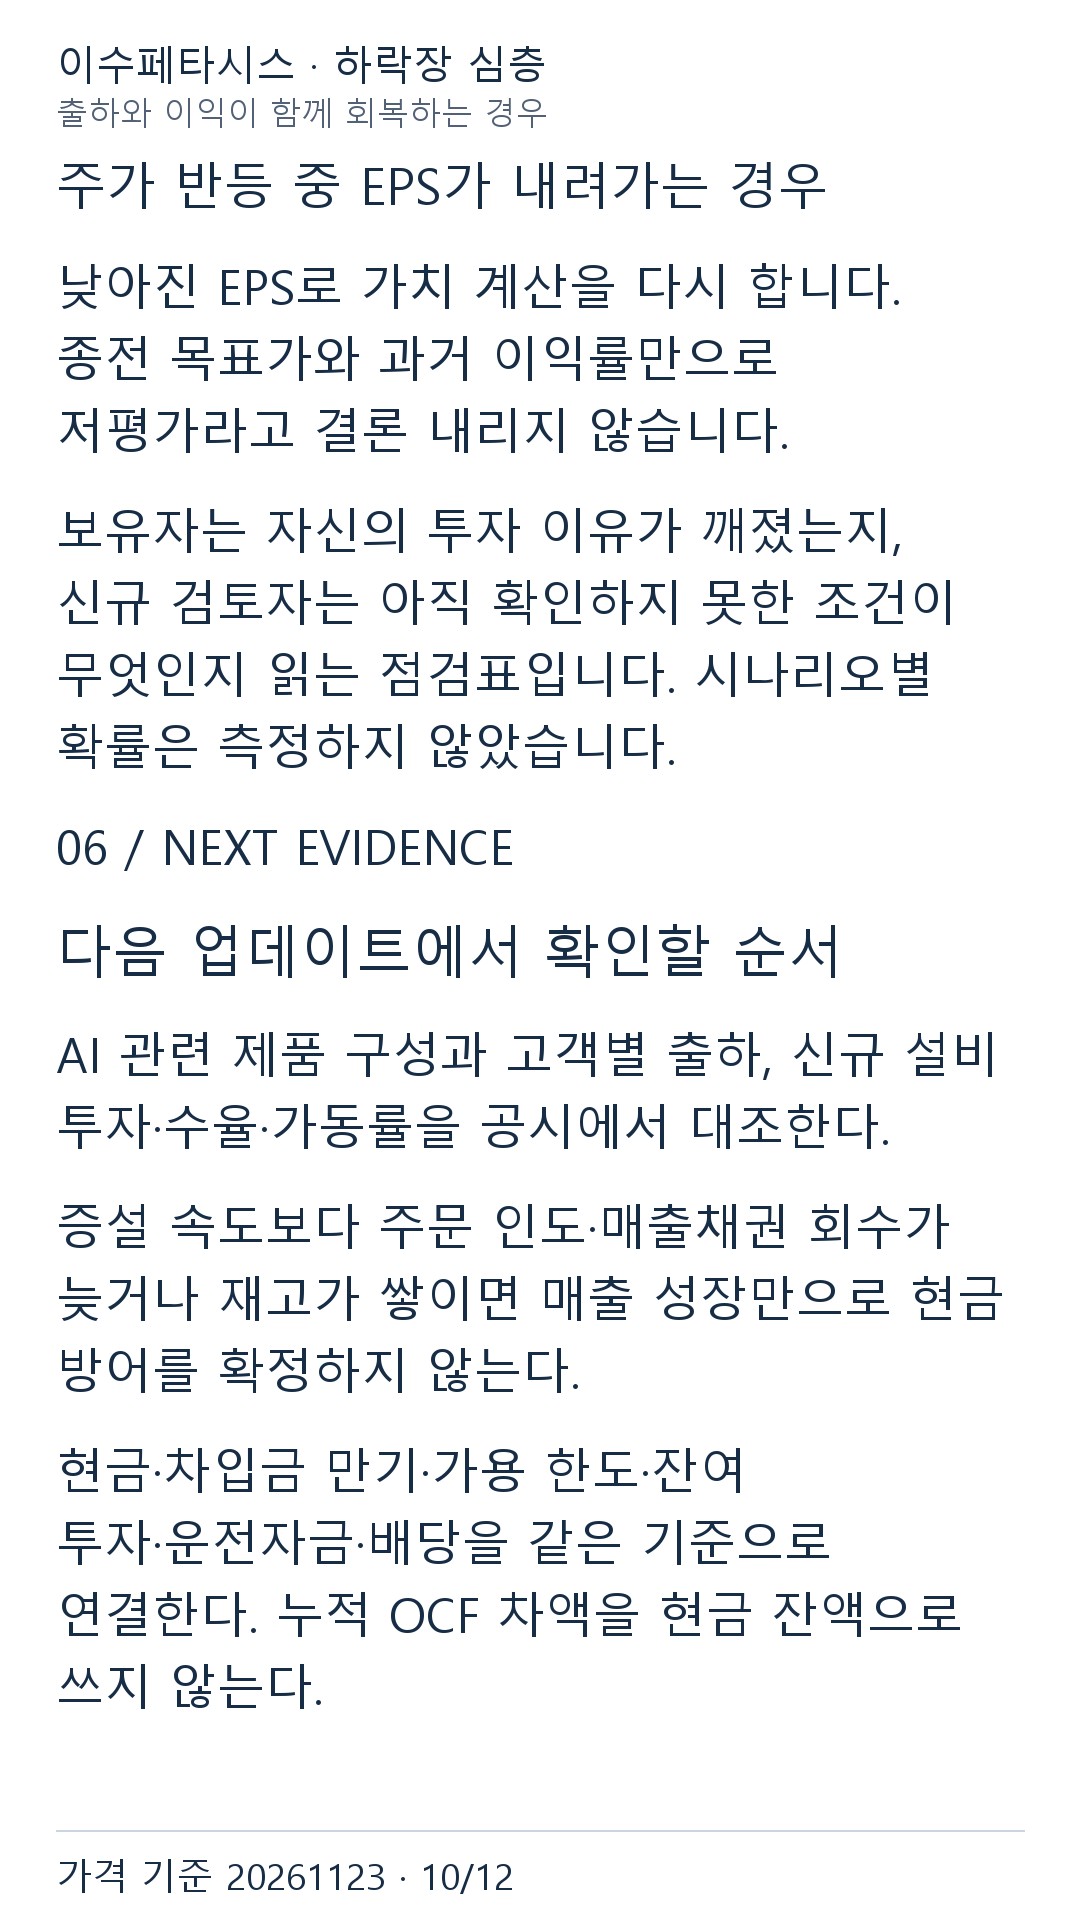 이수페타시스 · 하락장 심층
출하와 이익이 함께 회복하는 경우
주가 반등 중 EPS가 내려가는 경우
낮아진 EPS로 가치 계산을 다시 합니다.
종전 목표가와 과거 이익률만으로
저평가라고 결론 내리지 않습니다.
보유자는 자신의 투자 이유가 깨졌는지,
신규 검토자는 아직 확인하지 못한 조건이
무엇인지 읽는 점검표입니다. 시나리오별
확률은 측정하지 않았습니다.
06 / NEXT EVIDENCE
다음 업데이트에서 확인할 순서
AI 관련 제품 구성과 고객별 출하, 신규 설비
투자·수율·가동률을 공시에서 대조한다.
증설 속도보다 주문 인도·매출채권 회수가
늦거나 재고가 쌓이면 매출 성장만으로 현금
방어를 확정하지 않는다.
현금·차입금 만기·가용 한도·잔여
투자·운전자금·배당을 같은 기준으로
연결한다. 누적 OCF 차액을 현금 잔액으로
쓰지 않는다.
가격 기준 20261123 · 10/12